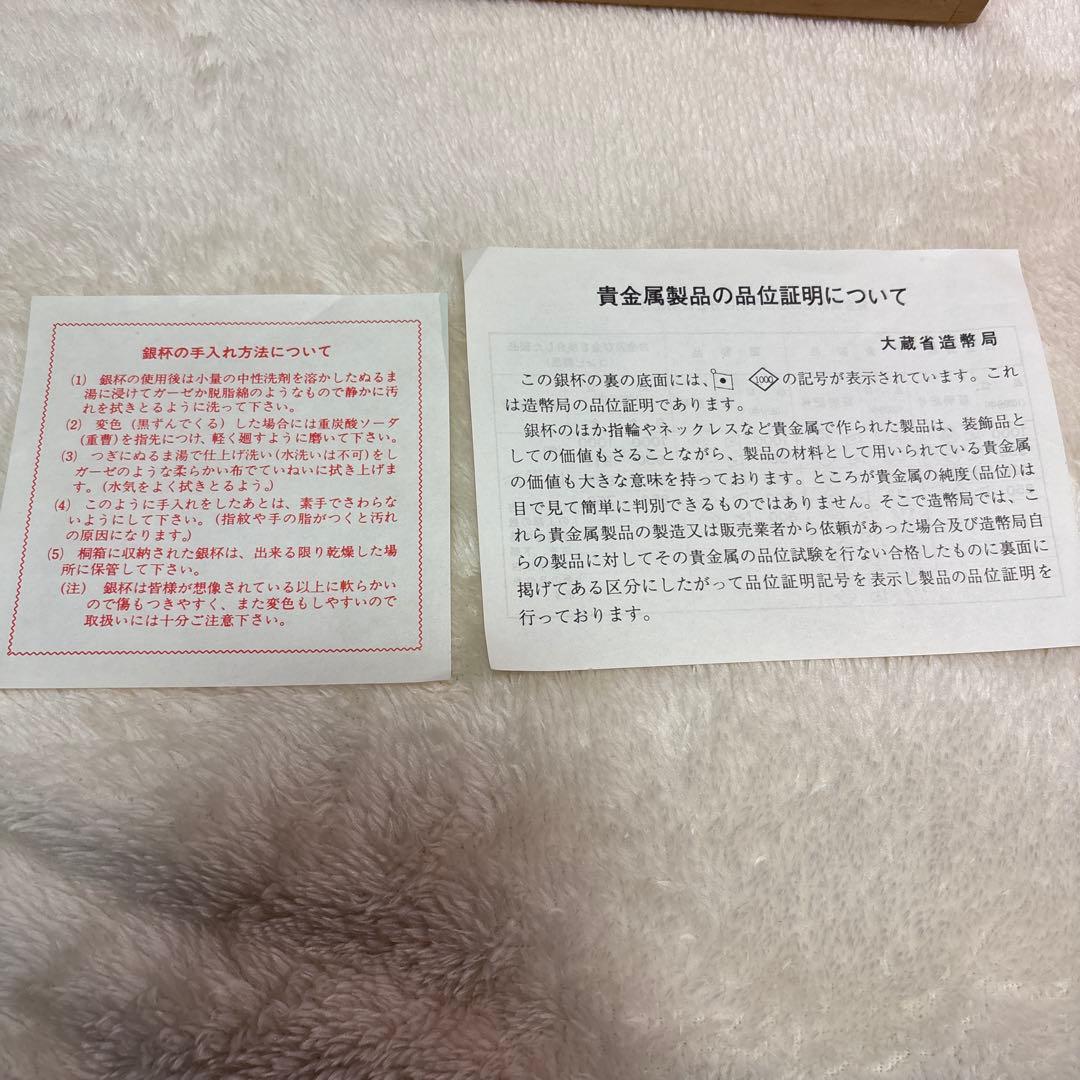 銀杯の手入れ方法について
(1) 銀杯の使用後は小量の中性洗剤を溶かしたぬるま
湯に浸けてガーゼか脱脂綿のようなもので静かに汚
れを拭きとるように洗って下さい。
(2) 変色(黒ずんでくる)した場合には重炭酸ソーダ
(重曹)を指先につけ、軽く廻すように磨いて下さい。
(3) つぎにぬるま湯で仕上げ洗い(水洗いは不可)をし
ガーゼのような柔らかい布でていねいに拭き上げま
す。(水気をよく拭きとるよう。)
(4) このように手入れをしたあとは、素手でさわらな
いようにして下さい。(指紋や手の脂がつくと汚れ
の原因になります。)
(5) 桐箱に収納された銀杯は、出来る限り乾燥した場
所に保管して下さい。
(注) 銀杯は皆様が想像されている以上に軟らかい
ので傷もつきやすく、また変色もしやすいので
取扱いには十分ご注意下さい。
貴金属製品の品位証明について
大蔵省造幣局
この銀杯の裏の底面には、 1000 の記号が表示されています。これ
は造幣局の品位証明であります。
銀杯のほか指輪やネックレスなど貴金属で作られた製品は、装飾品と
しての価値もさることながら、製品の材料として用いられている貴金属
の価値も大きな意味を持っております。ところが貴金属の純度(品位)は
目で見て簡単に判別できるものではありません。そこで造幣局では、こ
れら貴金属製品の製造又は販売業者から依頼があった場合及び造幣局自
らの製品に対してその貴金属の品位試験を行ない合格したものに裏面に
掲げてある区分にしたがって品位証明記号を表示し製品の品位証明を
行っております。